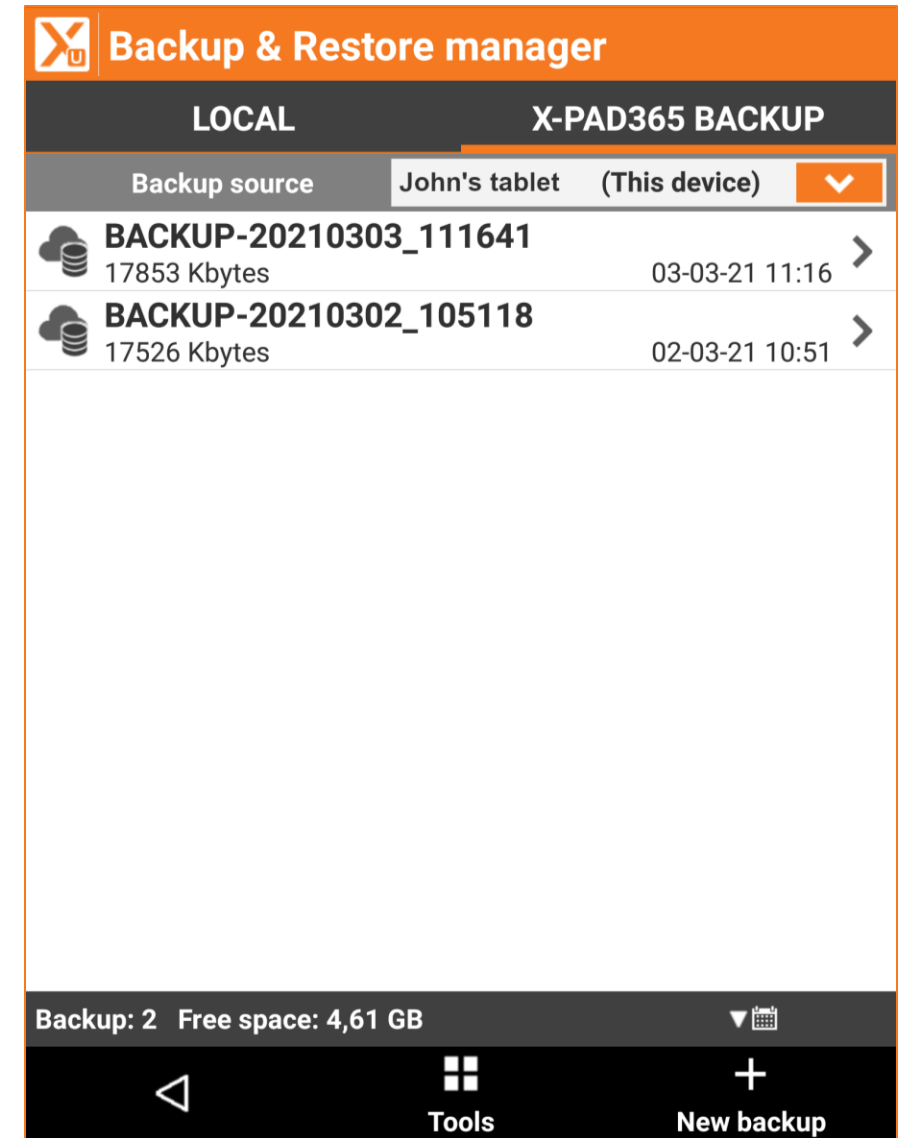 XU Backup & Restore manager
LOCAL X-PAD365 BACKUP
Backup source John's tablet (This device)
BACKUP-20210303_111641
17853 Kbytes 03-03-21 11:16
BACKUP-20210302_105118
17526 Kbytes 02-03-21 10:51
Backup: 2 Free space: 4,61 GB
Tools New backup